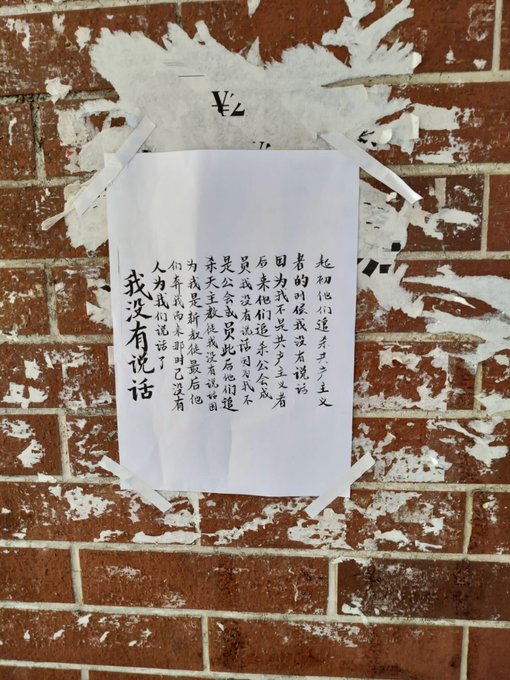 起初他们追杀共产主义
者的时候我没有说话
因为我不是共产主义者
后来他们追杀公会成
员我没有说话因为我不
是公会成员此后他们追
杀天主教徒我没有说话因
为我是新教徒最后他
们奔我而来那时已没有
人为我们说话了
我没有说话